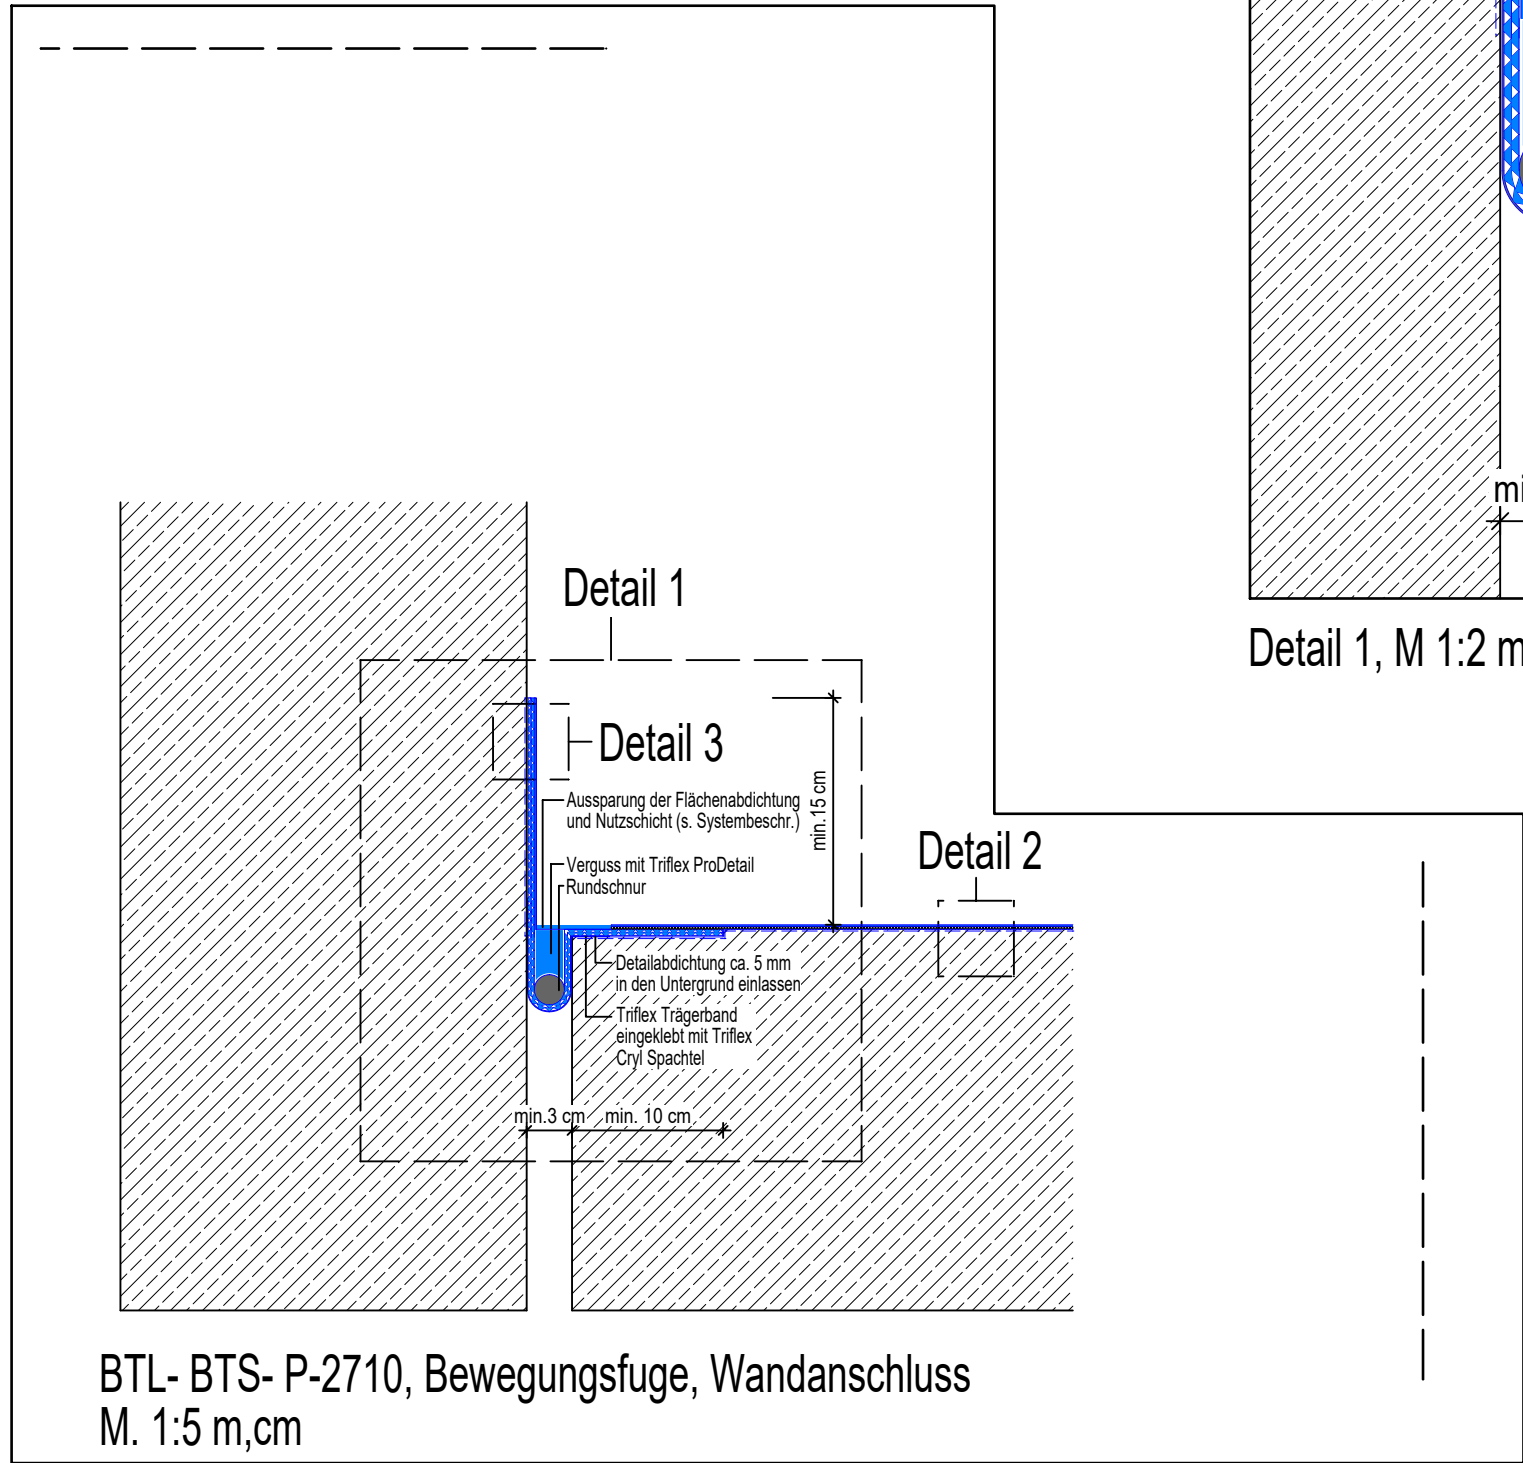 Detail 1
Detail 3
Aussparung der Flächenabdichtung
und Nutzschicht (s. Systembeschr.)
min.15 cm
Verguss mit Triflex ProDetail
Rundschnur
Detail 2
Detailabdichtung ca. 5 mm
in den Untergrund einlassen
Triflex Trägerband
eingeklebt mit Triflex
Cryl Spachtel
min.3 cm
min. 10 cm
BTL- BTS- P-2710, Bewegungsfuge, Wandanschluss
M. 1:5 m,cm
mi
Detail 1, M 1:2 m